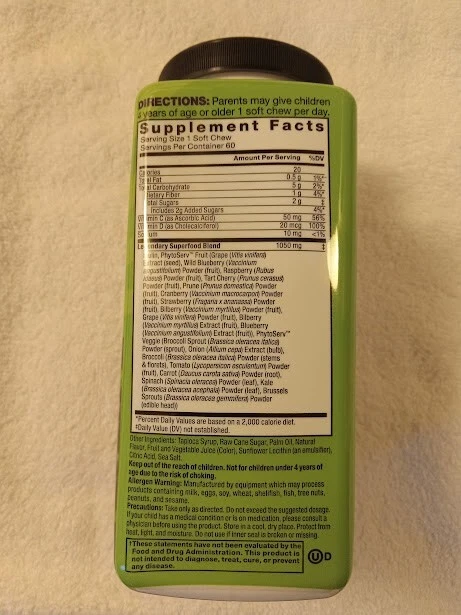 DIRECTIONS: Parents may give children
4 years of age or older 1 soft chew per day.
Supplement Facts
Serving Size 1 Soft Chew
Servings Per Container 60
Amount Per Serving %DV
Calories 20
Total Fat 0.5 g 1%*
Total Carbohydrate 5 g 2%*
Dietary Fiber 1 g 4%*
Total Sugars 2 g ‡
Includes 2g Added Sugars 4%*
Vitamin C (as Ascorbic Acid) 50 mg 56%
Vitamin D (as Cholecalciferol) 20 mcg 100%
Sodium 10 mg <1%
Legendary Superfood Blend 1050 mg ‡
PhytoServ™ Fruit (Grape (Vitis vinifera)
Extract (seed), Wild Blueberry (Vaccinium
angustifolium) Powder (fruit), Raspberry (Rubus
idaeus) Powder (fruit), Tart Cherry (Prunus cerasus)
Powder (fruit), Prune (Prunus domestica) Powder
(fruit), Cranberry (Vaccinium macrocarpon) Powder
(fruit), Strawberry (Fragaria x ananassa) Powder
(fruit), Bilberry (Vaccinium myrtillus) Powder (fruit),
Grape (Vitis vinifera) Powder (fruit), Bilberry
(Vaccinium myrtillus) Extract (fruit), Blueberry
(Vaccinium angustifolium) Extract (fruit)), PhytoServ™
Veggie (Broccoli Sprout (Brassica oleracea italica)
Powder (sprout), Onion (Allium cepa) Extract (bulb),
Broccoli (Brassica oleracea italica) Powder (stems
& florets), Tomato (Lycopersicon esculentum) Powder
(fruit), Carrot (Daucus carota sativa) Powder (root),
Spinach (Spinacia oleracea) Powder (leaf), Kale
(Brassica oleracea acephala) Powder (leaf), Brussels
Sprouts (Brassica oleracea gemmifera) Powder
(edible head))
*Percent Daily Values are based on a 2,000 calorie diet.
‡Daily Value (DV) not established.
Other Ingredients: Tapioca Syrup, Raw Cane Sugar, Palm Oil, Natural
Flavor, Fruit and Vegetable Juice (Color), Sunflower Lecithin (an emulsifier),
Citric Acid, Sea Salt.
Keep out of the reach of children. Not for children under 4 years of
age due to the risk of choking.
Allergen Warning: Manufactured by equipment which may process
products containing milk, eggs, soy, wheat, shellfish, fish, tree nuts,
peanuts, and sesame.
Precautions: Take only as directed. Do not exceed the suggested dosage.
If your child has a medical condition or is on medication, please consult a
physician before using the product. Store in a cool, dry place. Protect from
heat, light, and moisture. Do not use if inner seal is broken or missing.
†These statements have not been evaluated by the
Food and Drug Administration. This product is
not intended to diagnose, treat, cure, or prevent
any disease.
U D